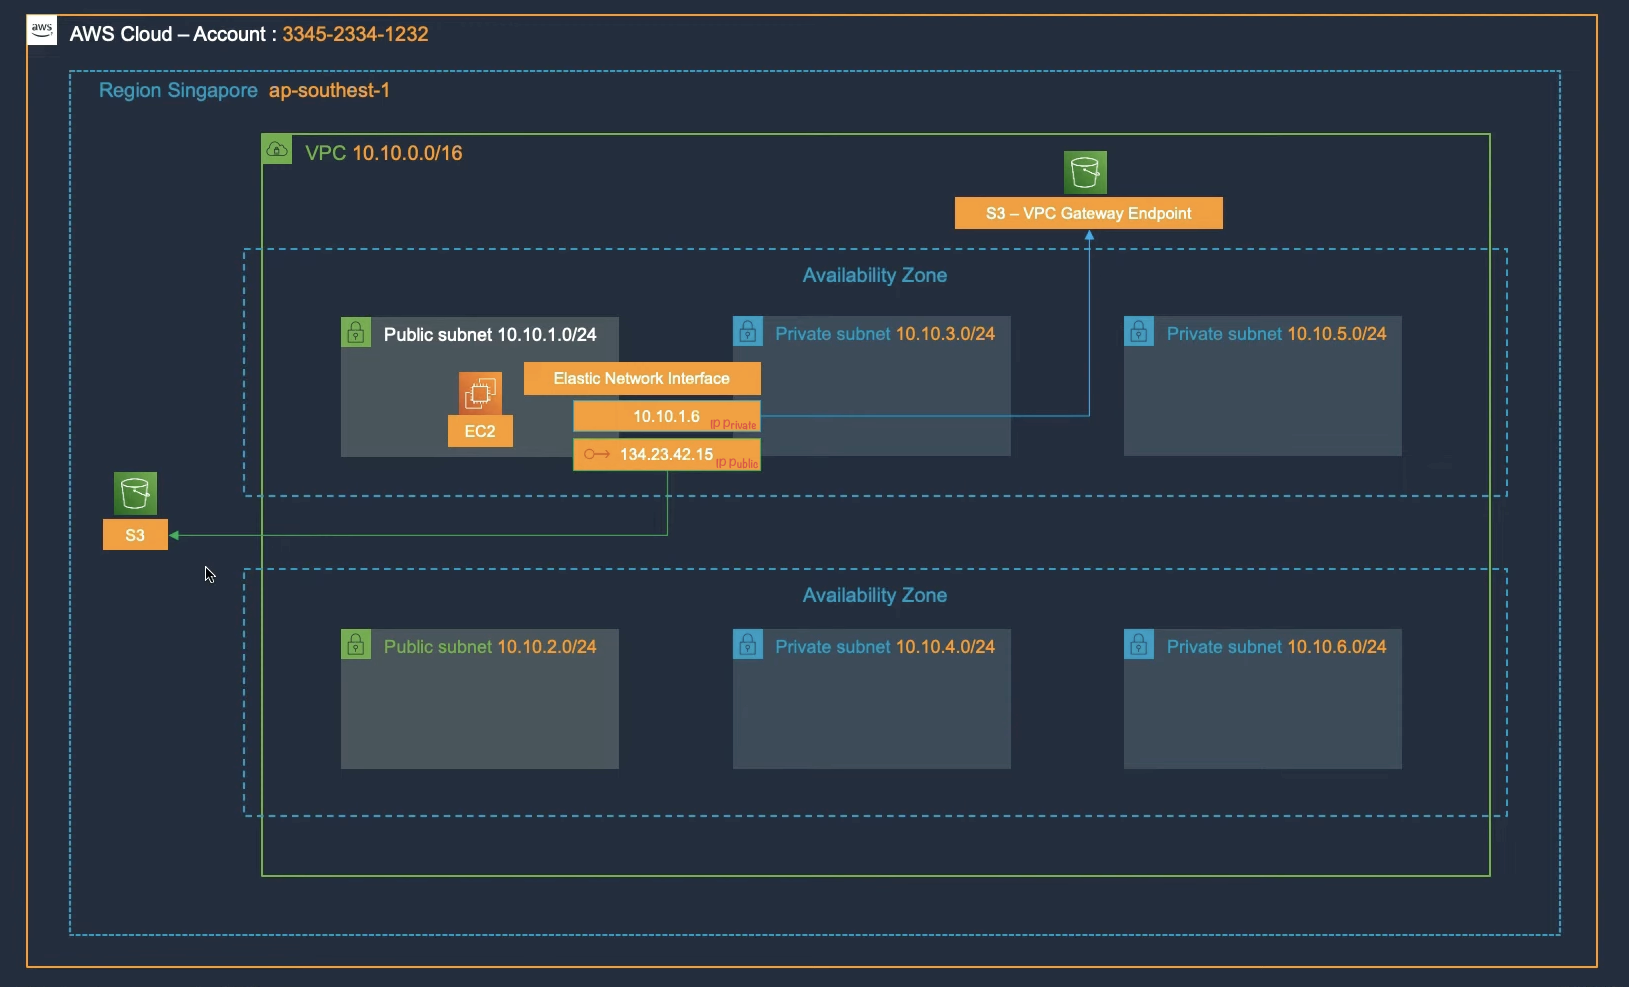 aws
AWS Cloud – Account : 3345-2334-1232
Region Singapore ap-southest-1
VPC 10.10.0.0/16
S3 – VPC Gateway Endpoint
Availability Zone
Public subnet 10.10.1.0/24
Private subnet 10.10.3.0/24
Private subnet 10.10.5.0/24
Elastic Network Interface
10.10.1.6
IP Private
EC2
134.23.42.15
IP Public
S3
Availability Zone
Public subnet 10.10.2.0/24
Private subnet 10.10.4.0/24
Private subnet 10.10.6.0/24